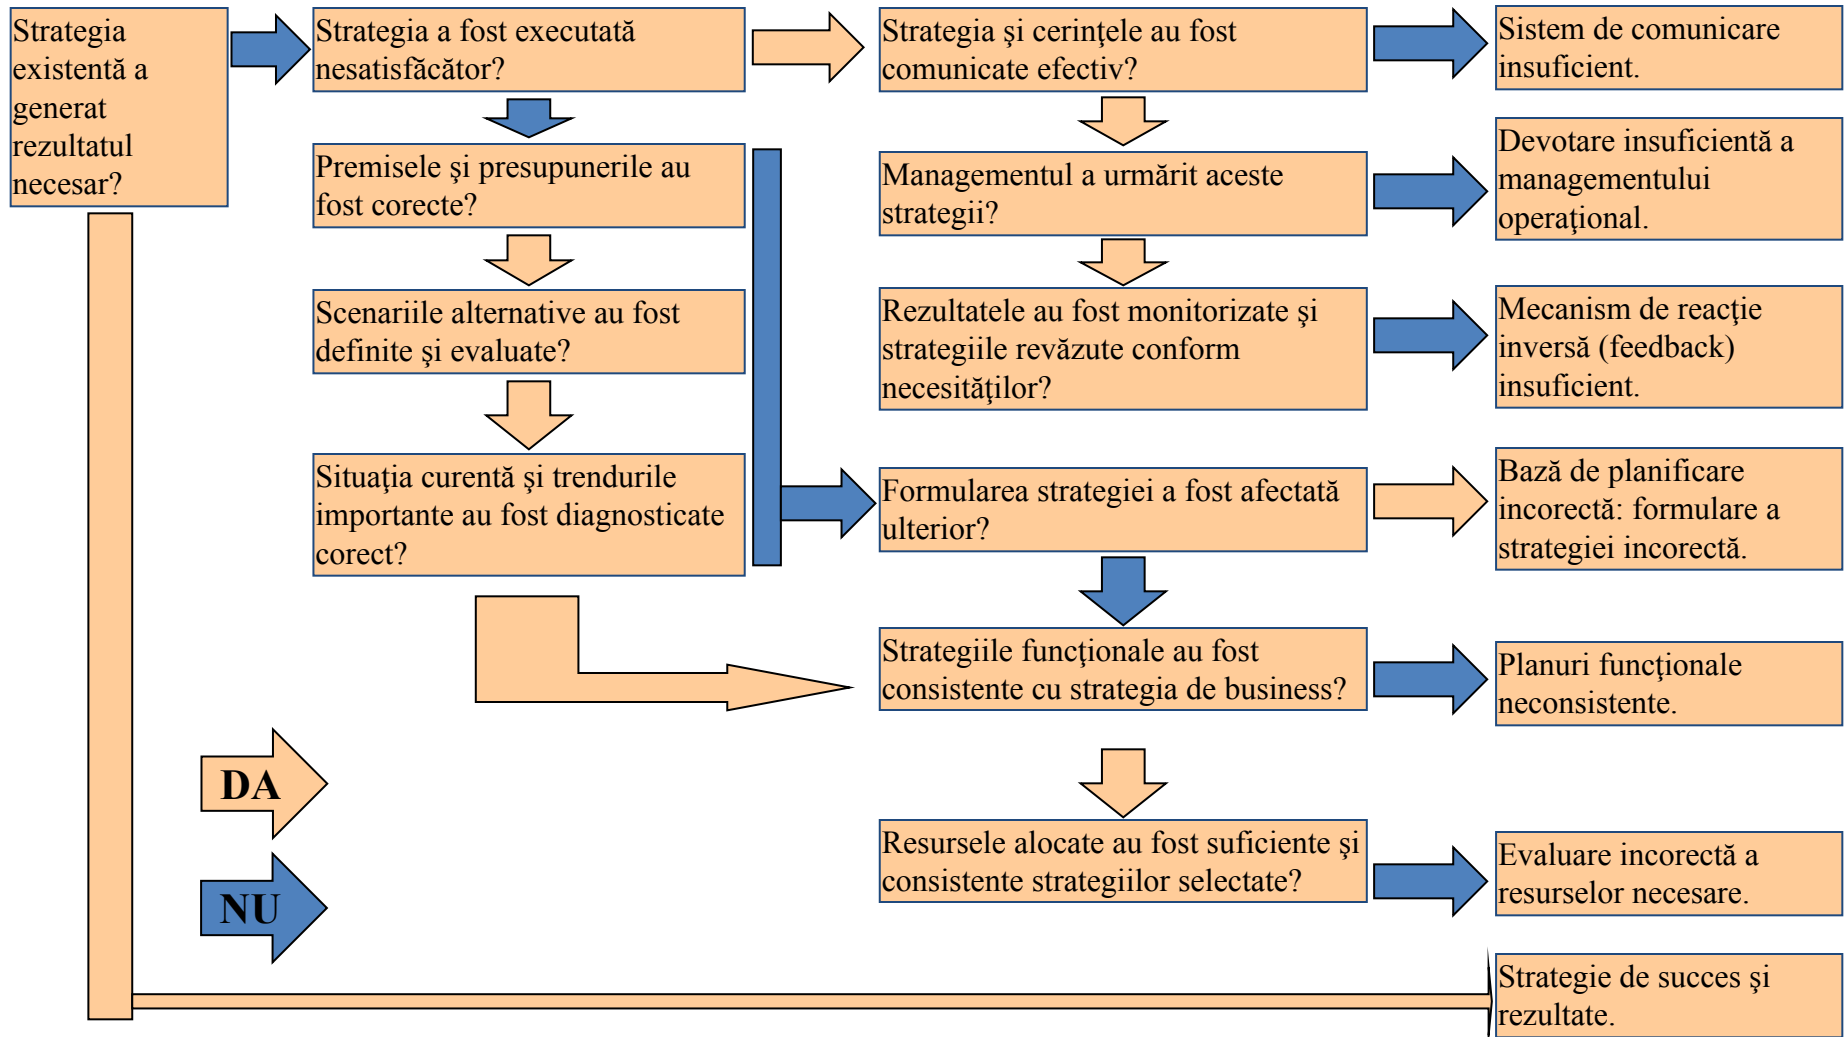 Strategia
existentă a
generat
rezultatul
necesar?
Strategia a fost executată
nesatisfăcător?
Premisele şi presupunerile au
fost corecte?
Scenariile alternative au fost
definite şi evaluate?
Situaţia curentă şi trendurile
importante au fost diagnosticate
corect?
Strategia şi cerinţele au fost
comunicate efectiv?
Managementul a urmărit aceste
strategii?
Rezultatele au fost monitorizate şi
strategiile revăzute conform
necesităţilor?
Formularea strategiei a fost afectată
ulterior?
Strategiile funcţionale au fost
consistente cu strategia de business?
Resursele alocate au fost suficiente şi
consistente strategiilor selectate?
Sistem de comunicare
insuficient.
Devotare insuficientă a
managementului
operaţional.
Mecanism de reacţie
inversă (feedback)
insuficient.
Bază de planificare
incorectă: formulare a
strategiei incorectă.
Planuri funcţionale
neconsistente.
Evaluare incorectă a
resurselor necesare.
Strategie de succes şi
rezultate.
DA
NU